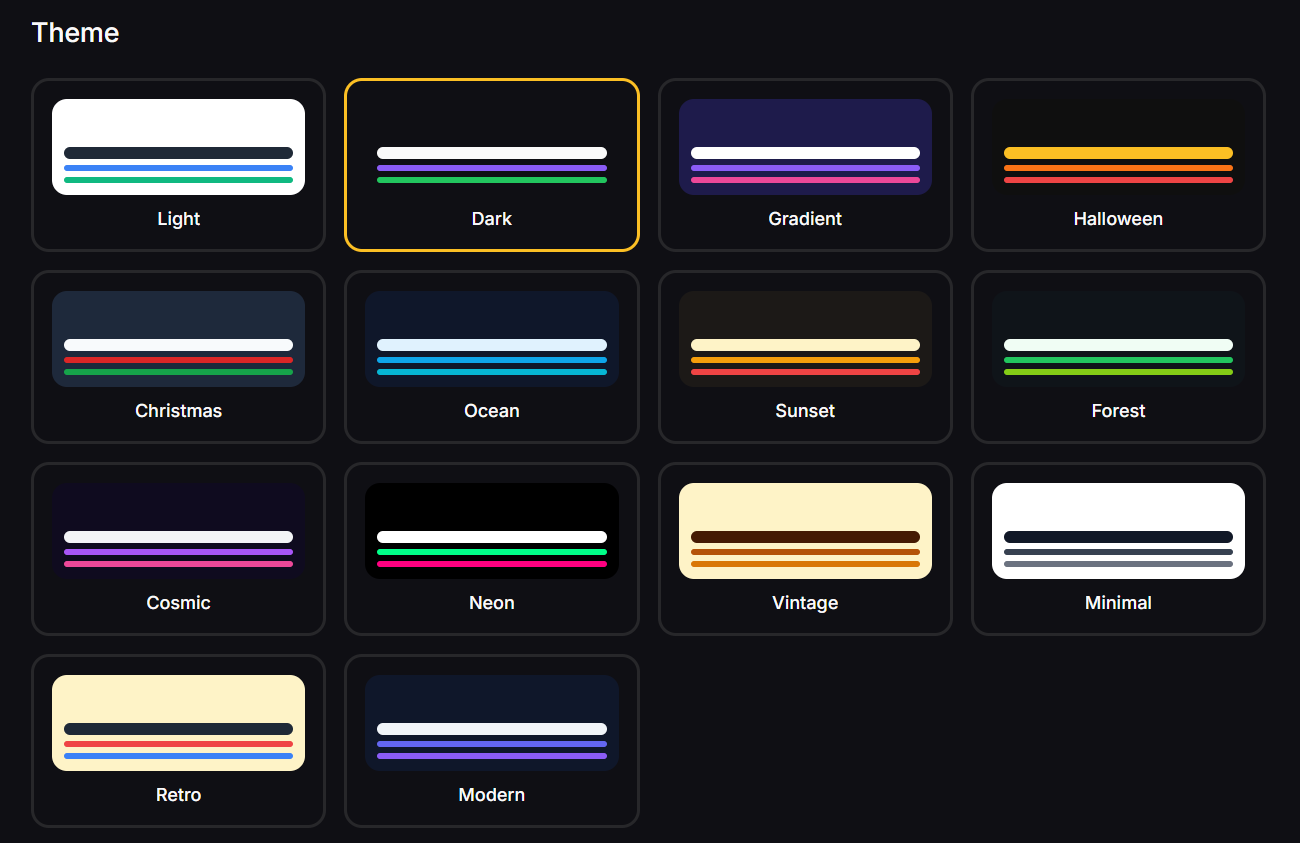 Theme
Light
Dark
Gradient
Halloween
Christmas
Ocean
Sunset
Forest
Cosmic
Neon
Vintage
Minimal
Retro
Modern